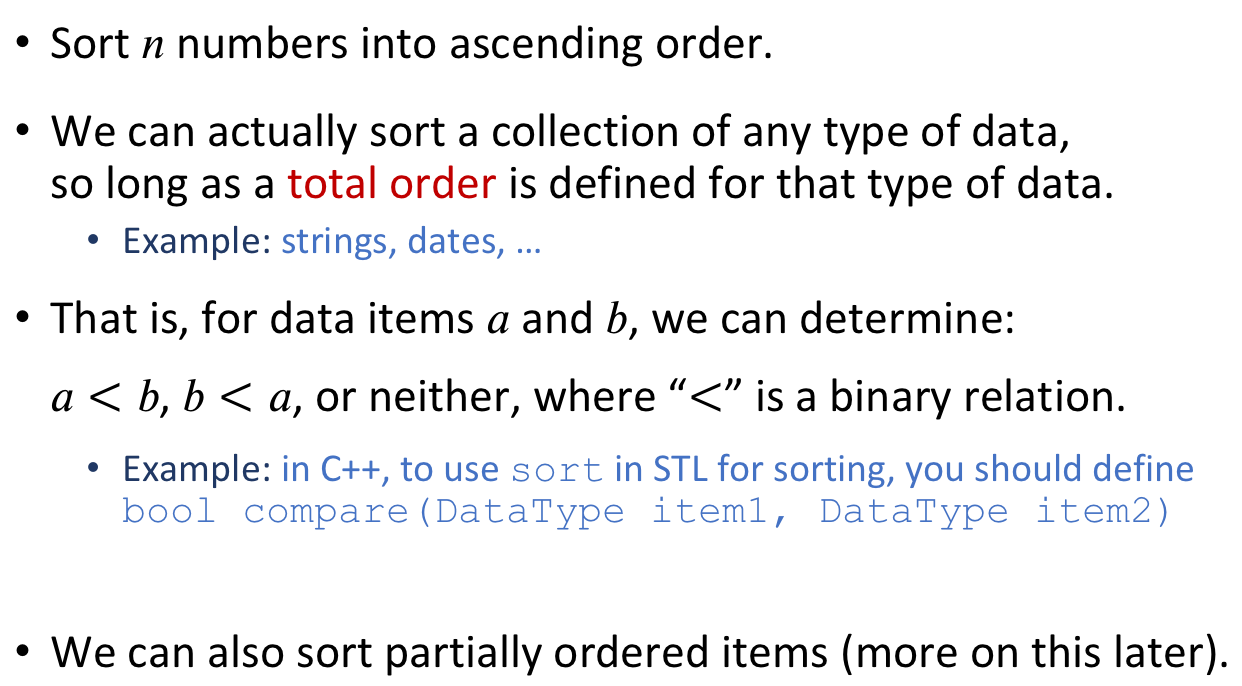 • Sort n numbers into ascending order.
• We can actually sort a collection of any type of data,
so long as a total order is defined for that type of data.
• Example: strings, dates, …
• That is, for data items a and b, we can determine:
a < b, b < a, or neither, where “<” is a binary relation.
• Example: in C++, to use sort in STL for sorting, you should define
bool compare(DataType item1, DataType item2)
• We can also sort partially ordered items (more on this later).